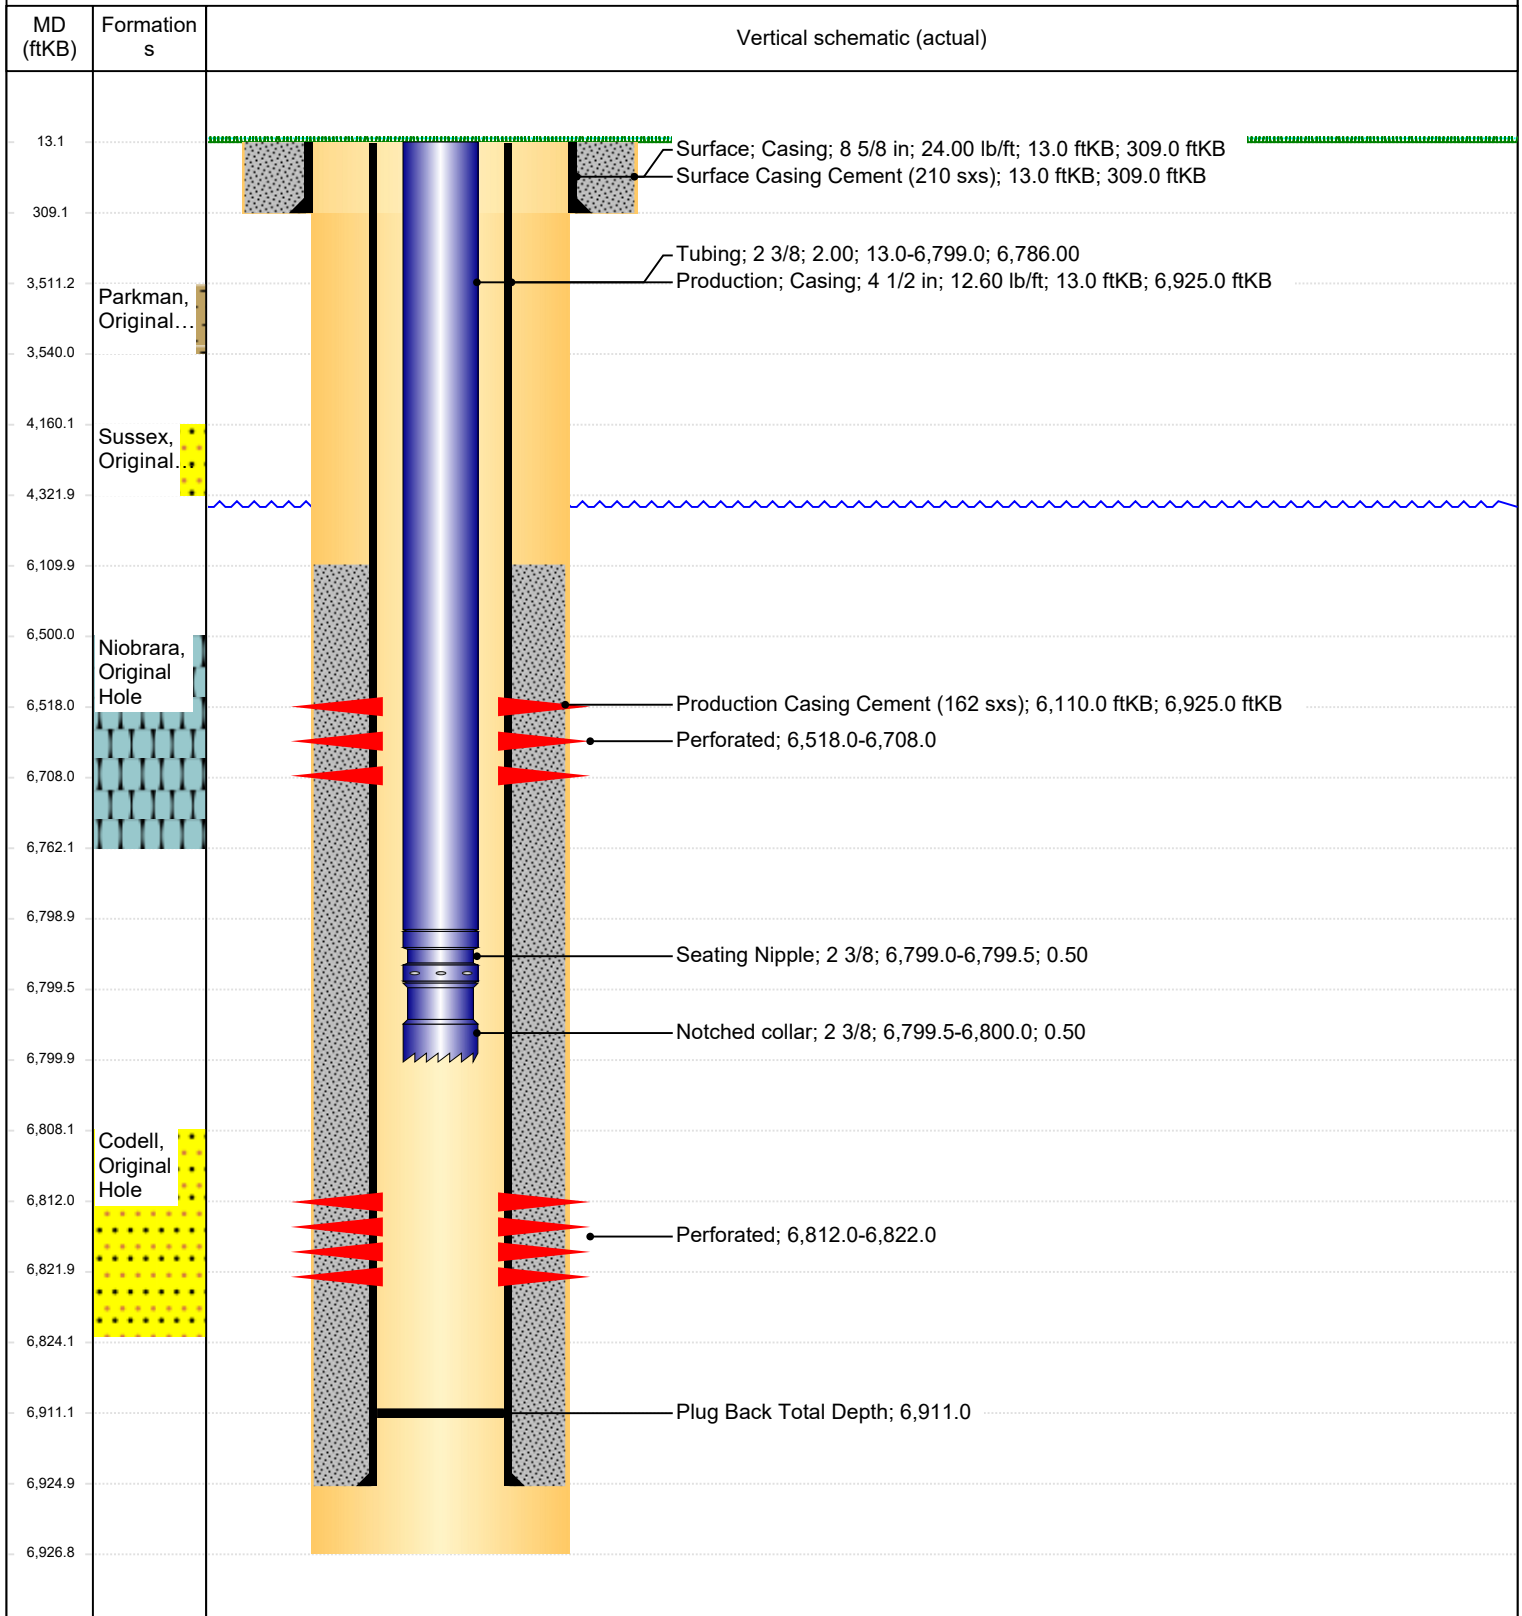 MD
(ftKB)
Formation
s
Vertical schematic (actual)
13.1
Surface; Casing; 8 5/8 in; 24.00 lb/ft; 13.0 ftKB; 309.0 ftKB
Surface Casing Cement (210 sxs); 13.0 ftKB; 309.0 ftKB
309.1
Tubing; 2 3/8; 2.00; 13.0-6,799.0; 6,786.00
3,511.2
Production; Casing; 4 1/2 in; 12.60 lb/ft; 13.0 ftKB; 6,925.0 ftKB
Parkman,
Original...
3,540.0
4,160.1
Sussex,
Original...
4,321.9
6,109.9
6,500.0
Niobrara,
Original
Hole
6,518.0
Production Casing Cement (162 sxs); 6,110.0 ftKB; 6,925.0 ftKB
Perforated; 6,518.0-6,708.0
6,708.0
6,762.1
6,798.9
Seating Nipple; 2 3/8; 6,799.0-6,799.5; 0.50
6,799.5
Notched collar; 2 3/8; 6,799.5-6,800.0; 0.50
6,799.9
6,808.1
Codell,
Original
Hole
6,812.0
Perforated; 6,812.0-6,822.0
6,821.9
6,824.1
6,911.1
Plug Back Total Depth; 6,911.0
6,924.9
6,926.8